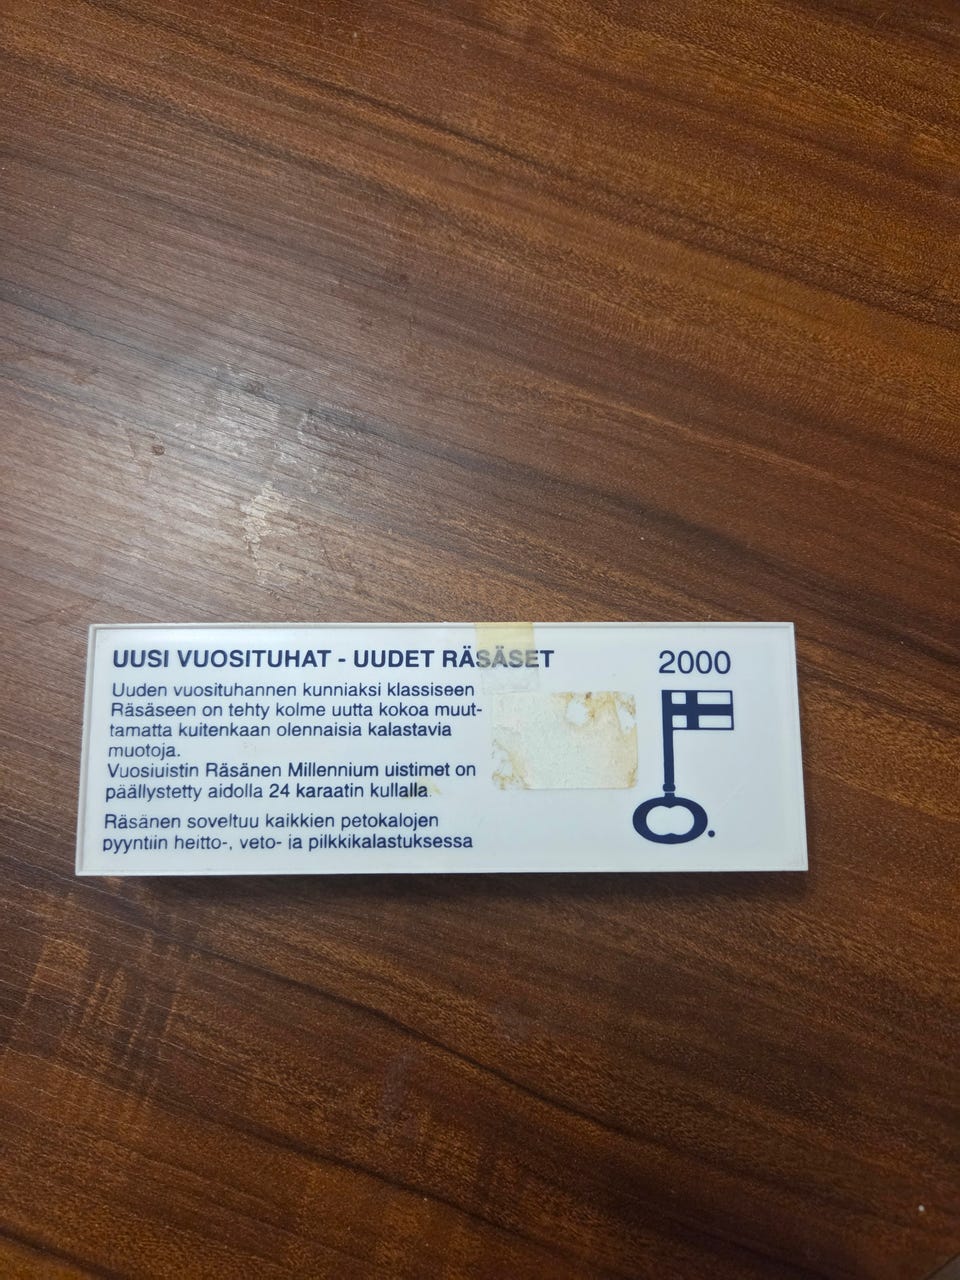 UUSI VUOSITUHAT - UUDET RÄSÄSET
2000
Uuden vuosituhannen kunniaksi klassiseen
Räsäseen on tehty kolme uutta kokoa muut-
tamatta kuitenkaan olennaisia kalastavia
muotoja.
Vuosiuistin Räsänen Millennium uistimet on
päällystetty aidolla 24 karaatin kullalla.
Räsänen soveltuu kaikkien petokalojen
pyyntiin heitto-, veto- ja pilkkikalastuksessa